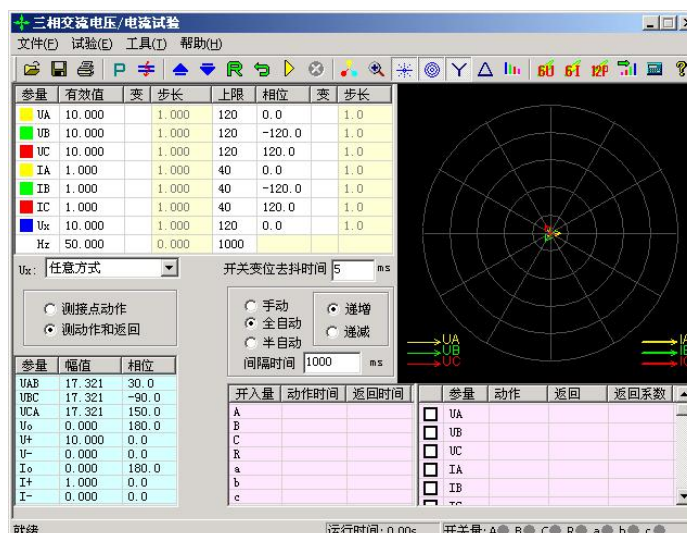 三相交流电压/电流试验
文件(F) 试验(E) 工具(T) 帮助(H)
P R 6U 6I 12P ?
参量 有效值 变 步长 上限 相位 变 步长
UA 10.000 1.000 120 0.0 1.0
UB 10.000 1.000 120 -120.0 1.0
UC 10.000 1.000 120 120.0 1.0
IA 1.000 1.000 40 0.0 1.0
IB 1.000 1.000 40 -120.0 1.0
IC 1.000 1.000 40 120.0 1.0
Ux 10.000 1.000 120 0.0 1.0
Hz 50.000 0.000 1000
Ux: 任意方式 开关变位去抖时间 5 ms
测接点动作
测动作和返回
手动
全自动
半自动
递增
递减
间隔时间 1000 ms
UA
UB
UC
参量 幅值 相位
UAB 17.321 30.0
UBC 17.321 -90.0
UCA 17.321 150.0
Uo 0.000 180.0
U+ 10.000 0.0
U- 0.000 0.0
Io 0.000 180.0
I+ 1.000 0.0
I- 0.000 0.0
开入量 动作时间 返回时间
A
B
C
R
a
b
c
参量 动作 返回 返回系数
UA
UB
UC
IA
IB
就绪 运行时间: 0.00s 开关量: A B C R a b c